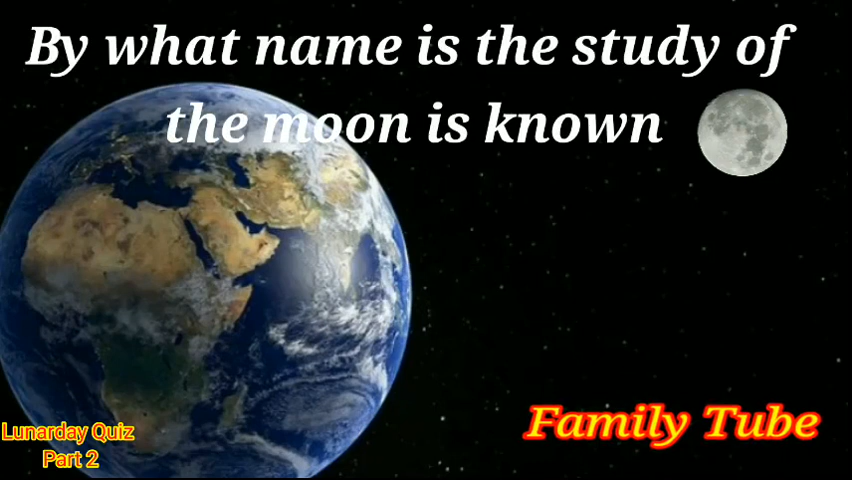 By what name is the study of
the moon is known
Family Tube
Lunarday Quiz
Part 2